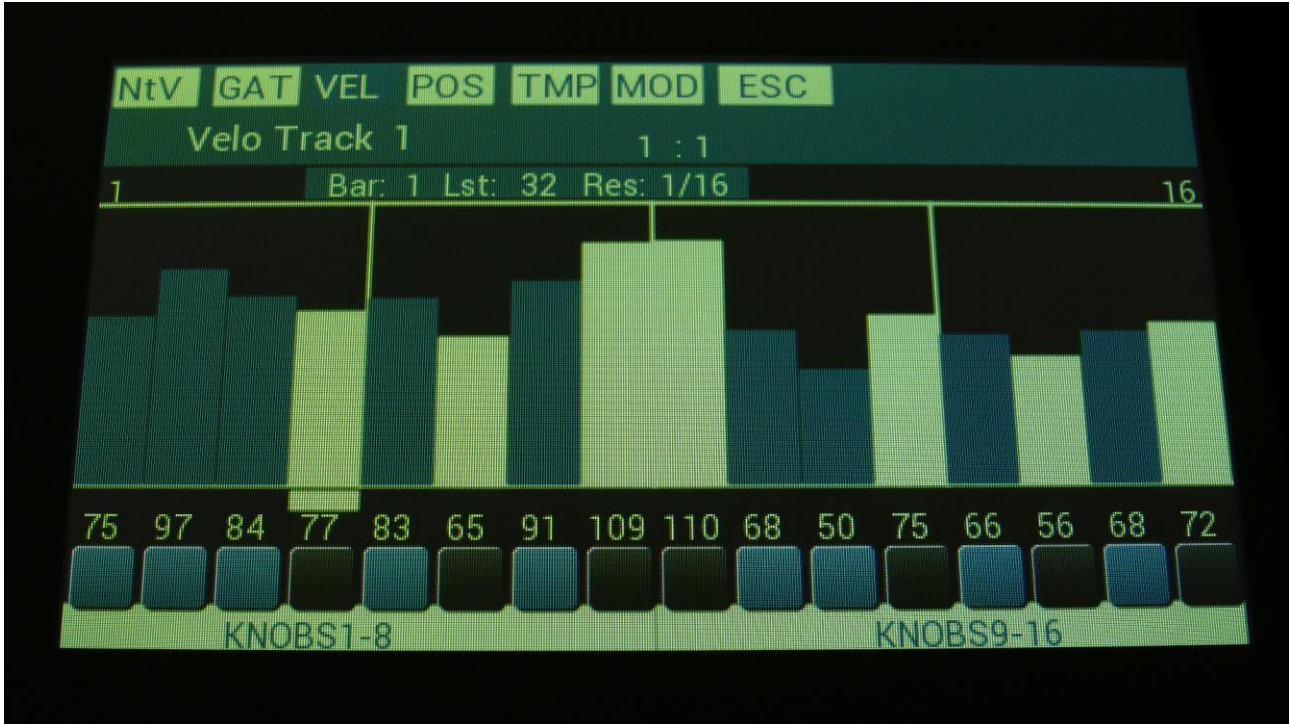 NtV GAT VEL POS TMP MOD ESC
Velo Track 1 1 : 1
1 Bar: 1 Lst: 32 Res: 1/16 16
75 97 84 77 83 65 91 109 110 68 50 75 66 56 68 72
KNOBS1-8 KNOBS9-16